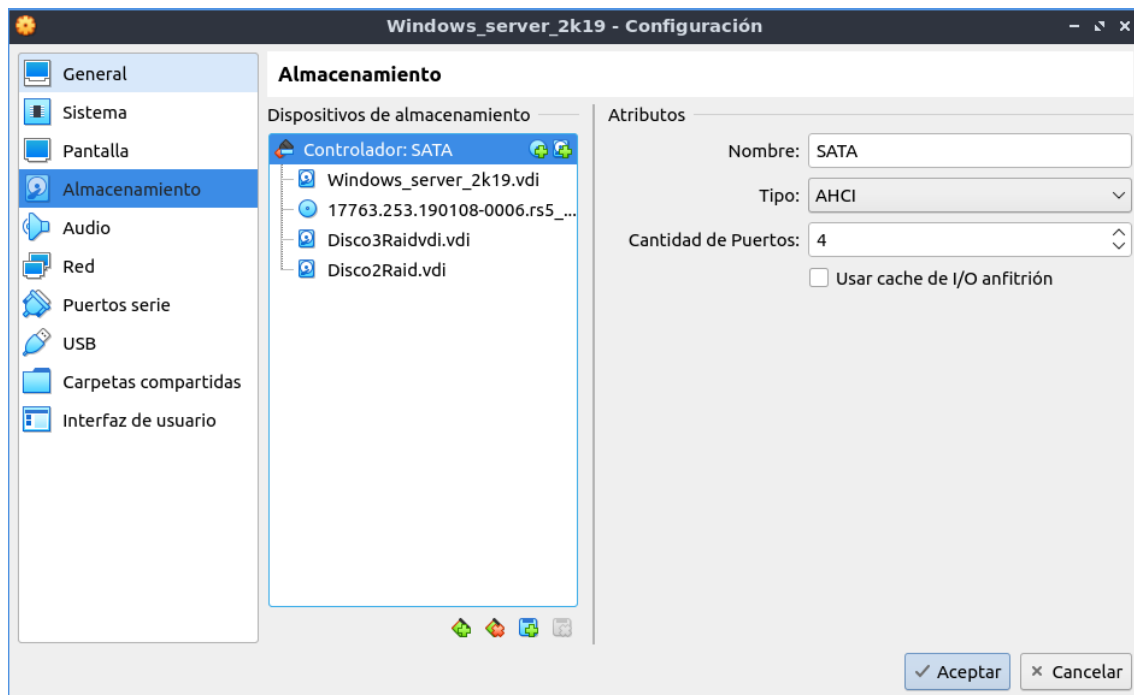 Windows_server_2k19 - Configuración
General
Sistema
Pantalla
Almacenamiento
Audio
Red
Puertos serie
USB
Carpetas compartidas
Interfaz de usuario
Almacenamiento
Dispositivos de almacenamiento
Controlador: SATA
Windows_server_2k19.vdi
17763.253.190108-0006.rs5_...
Disco3Raidvdi.vdi
Disco2Raid.vdi
Atributos
Nombre: SATA
Tipo: AHCI
Cantidad de Puertos: 4
Usar cache de I/O anfitrión
Aceptar
Cancelar